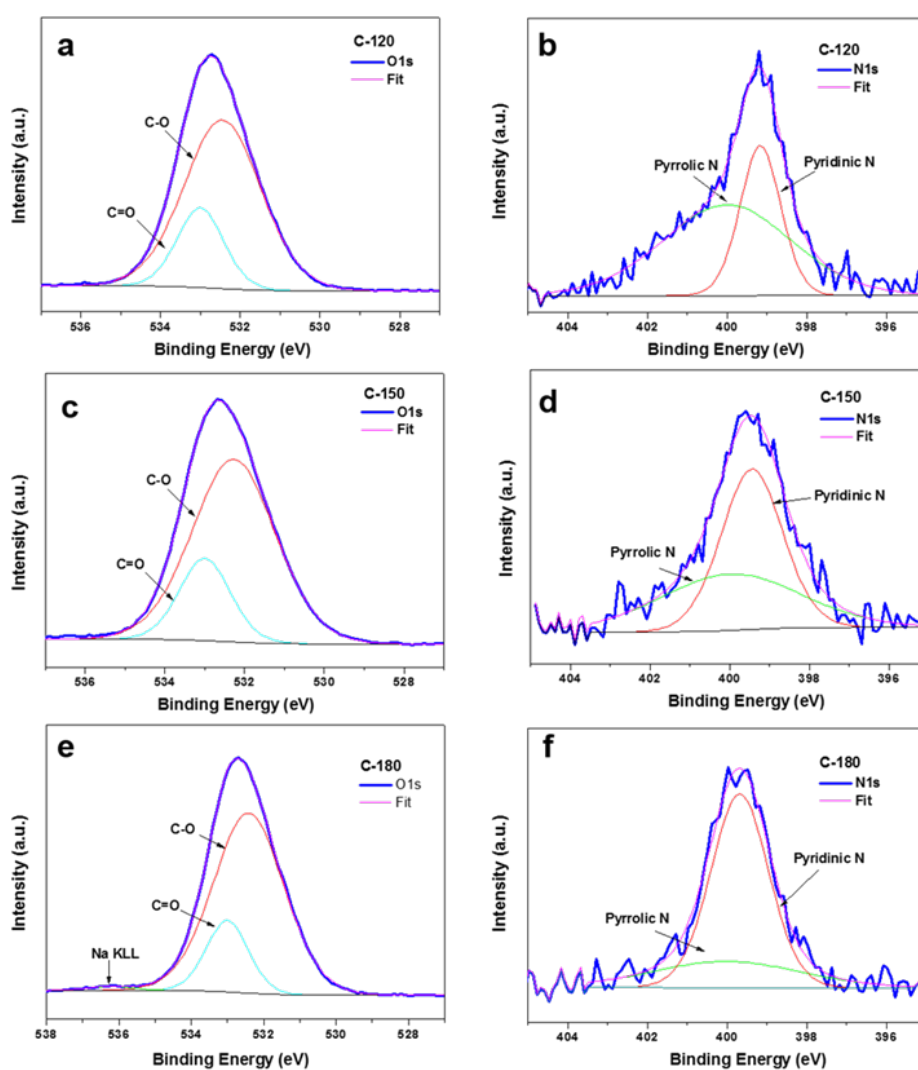 a
C-120
O1s
Fit
C-O
C=O
Intensity (a.u.)
536 534 532 530 528
Binding Energy (eV)
b
C-120
N1s
Fit
Pyrrolic N
Pyridinic N
Intensity (a.u.)
404 402 400 398 396
Binding Energy (eV)
c
C-150
O1s
Fit
C-O
C=O
Intensity (a.u.)
536 534 532 530 528
Binding Energy (eV)
d
C-150
N1s
Fit
Pyridinic N
Pyrrolic N
Intensity (a.u.)
404 402 400 398 396
Binding Energy (eV)
e
C-180
O1s
Fit
C-O
C=O
Na KLL
Intensity (a.u.)
538 536 534 532 530 528
Binding Energy (eV)
f
C-180
N1s
Fit
Pyridinic N
Pyrrolic N
Intensity (a.u.)
404 402 400 398 396
Binding Energy (eV)